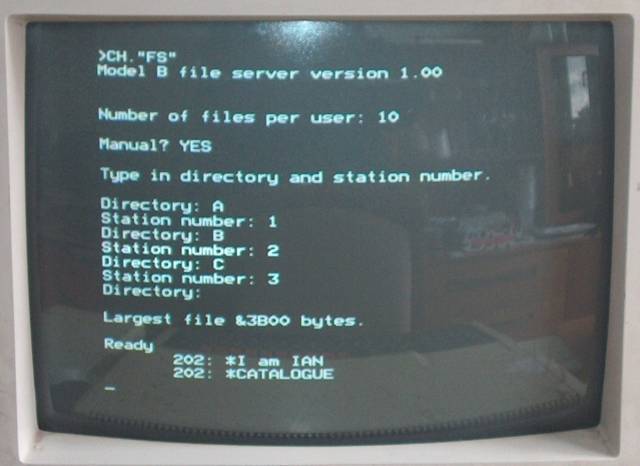 >CH."FS"
Model B file server version 1.00
Number of files per user: 10
Manual? YES
Type in directory and station number.
Directory: A
Station number: 1
Directory: B
Station number: 2
Directory: C
Station number: 3
Directory:
Largest file &3B00 bytes.
Ready
202: *I am IAN
202: *CATALOGUE
_